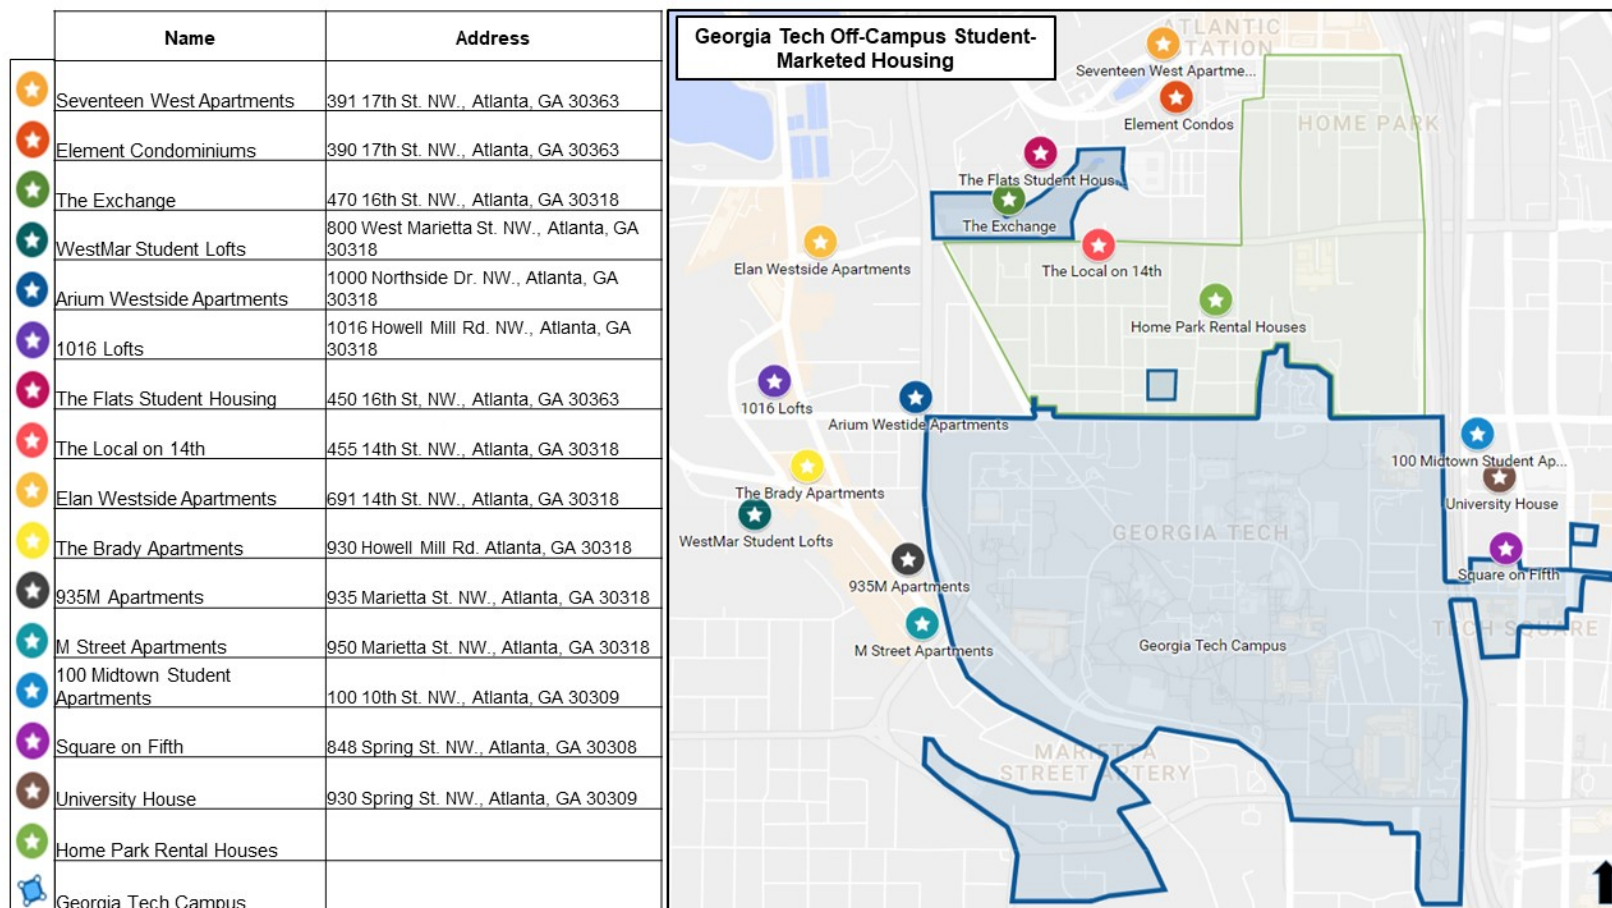 Name Address
Seventeen West Apartments 391 17th St. NW., Atlanta, GA 30363
Element Condominiums 390 17th St. NW., Atlanta, GA 30363
The Exchange 470 16th St. NW., Atlanta, GA 30318
WestMar Student Lofts 800 West Marietta St. NW., Atlanta, GA
30318
Arium Westside Apartments 1000 Northside Dr. NW., Atlanta, GA
30318
1016 Lofts 1016 Howell Mill Rd. NW., Atlanta, GA
30318
The Flats Student Housing 450 16th St, NW., Atlanta, GA 30363
The Local on 14th 455 14th St. NW., Atlanta, GA 30318
Elan Westside Apartments 691 14th St. NW., Atlanta, GA 30318
The Brady Apartments 930 Howell Mill Rd. Atlanta, GA 30318
935M Apartments 935 Marietta St. NW., Atlanta, GA 30318
M Street Apartments 950 Marietta St. NW., Atlanta, GA 30318
100 Midtown Student
Apartments 100 10th St. NW., Atlanta, GA 30309
Square on Fifth 848 Spring St. NW., Atlanta, GA 30308
University House 930 Spring St. NW., Atlanta, GA 30309
Home Park Rental Houses
Georgia Tech Campus
Georgia Tech Off-Campus Student-
Marketed Housing
ATLANTIC
STATION
Seventeen West Apartme...
Element Condos
HOME PARK
The Flats Student Hous...
The Exchange
Elan Westside Apartments
The Local on 14th
Home Park Rental Houses
1016 Lofts
Arium Westide Apartments
100 Midtown Student Ap...
The Brady Apartments
University House
WestMar Student Lofts
GEORGIA TECH
Square on Fifth
935M Apartments
TECH SQUARE
Georgia Tech Campus
M Street Apartments
MARIETTA
STREET ARTERY